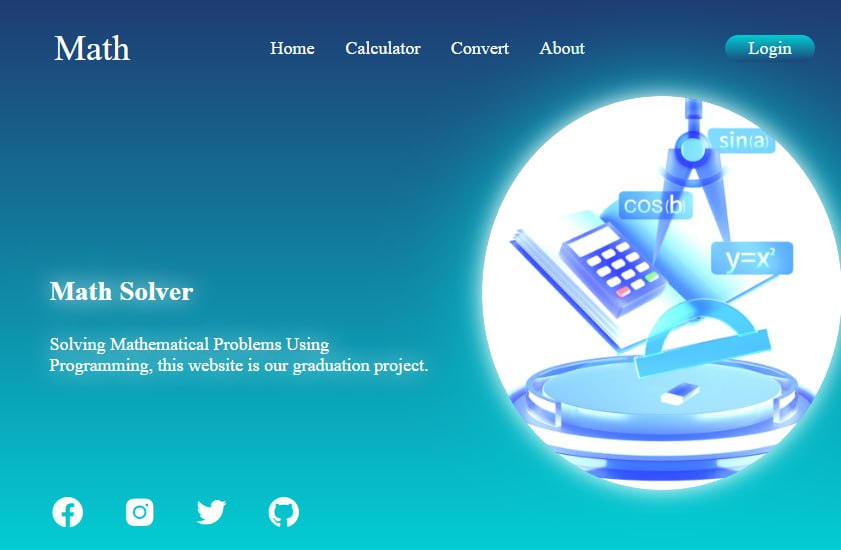 Math
Home Calculator Convert About
Login
sin(a)
cos(b)
y=x²
Math Solver
Solving Mathematical Problems Using
Programming, this website is our graduation project.